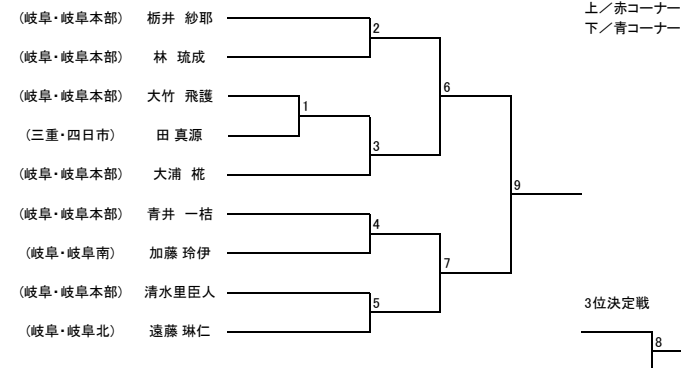 上／赤コーナー
下／青コーナー
(岐阜・岐阜本部) 栃井 紗耶
(岐阜・岐阜本部) 林 琉成
(岐阜・岐阜本部) 大竹 飛護
(三重・四日市) 田 真源
(岐阜・岐阜本部) 大浦 椛
(岐阜・岐阜本部) 青井 一桔
(岐阜・岐阜南) 加藤 玲伊
(岐阜・岐阜本部) 清水里臣人
(岐阜・岐阜北) 遠藤 琳仁
2
6
1
3
9
4
7
5
3位決定戦
8